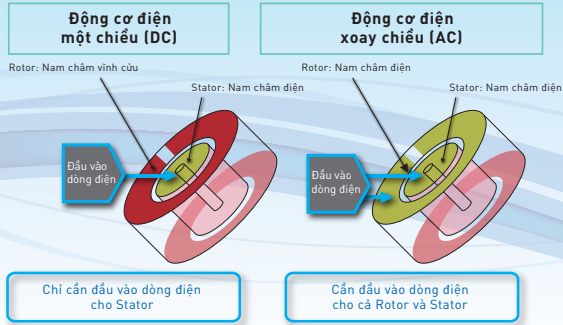 Động cơ điện
một chiều (DC)
Rotor: Nam châm vĩnh cửu
Stator: Nam châm điện
Đầu vào
dòng điện
Chỉ cần đầu vào dòng điện
cho Stator
Động cơ điện
xoay chiều (AC)
Rotor: Nam châm điện
Stator: Nam châm điện
Đầu vào
dòng điện
Cần đầu vào dòng điện
cho cả Rotor và Stator